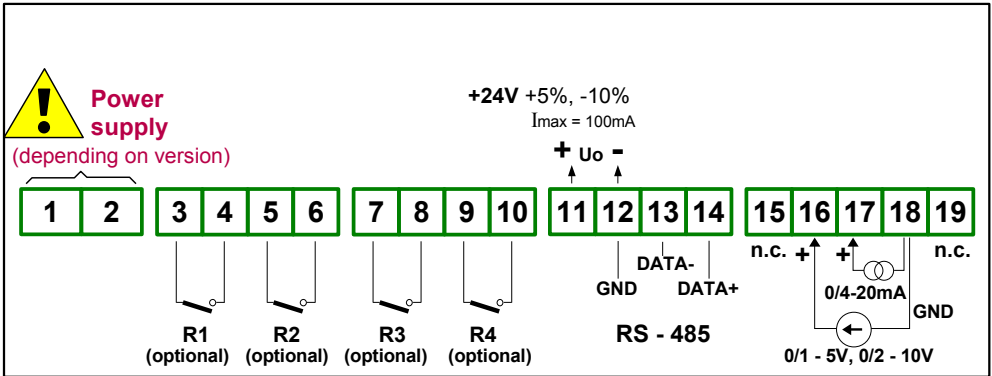 !
Power
supply
(depending on version)
+24V +5%, -10%
Imax = 100mA
+ Uo -
1 2 3 4 5 6 7 8 9 10 11 12 13 14 15 16 17 18 19
n.c. + + n.c.
DATA-
GND DATA+
0/4-20mA
GND
R1 R2 R3 R4 RS - 485
(optional) (optional) (optional) (optional)
0/1 - 5V, 0/2 - 10V